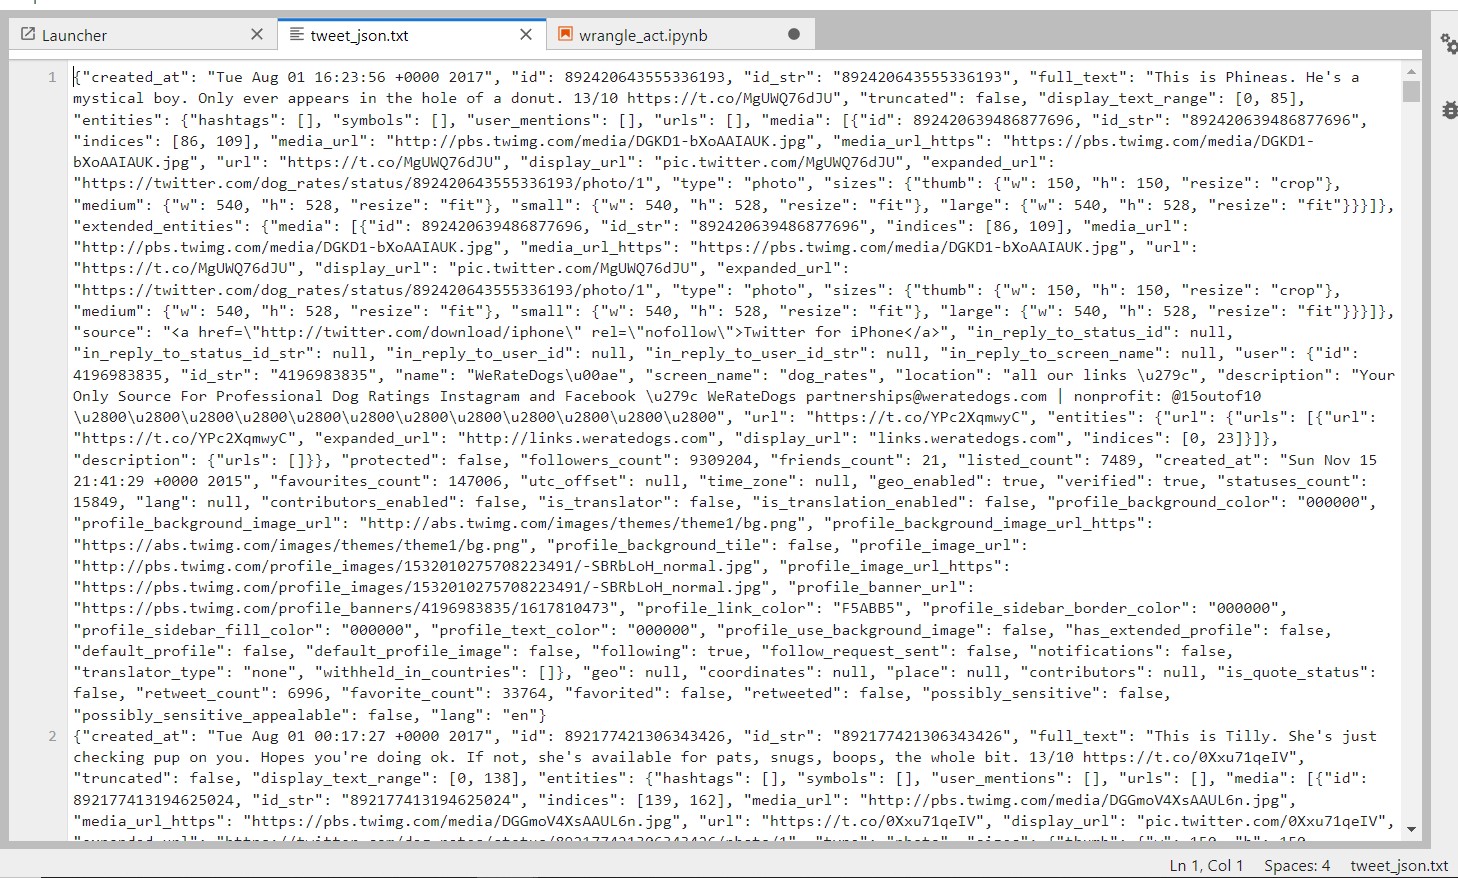 Launcher
tweet_json.txt
wrangle_act.ipynb
1 {"created_at": "Tue Aug 01 16:23:56 +0000 2017", "id": 892420643555336193, "id_str": "892420643555336193", "full_text": "This is Phineas. He's a
mystical boy. Only ever appears in the hole of a donut. 13/10 https://t.co/MgUWQ76dJU", "truncated": false, "display_text_range": [0, 85],
"entities": {"hashtags": [], "symbols": [], "user_mentions": [], "urls": [], "media": [{"id": 892420639486877696, "id_str": "892420639486877696",
"indices": [86, 109], "media_url": "http://pbs.twimg.com/media/DGKD1-bXoAAIAUK.jpg", "media_url_https": "https://pbs.twimg.com/media/DGKD1-
bXoAAIAUK.jpg", "url": "https://t.co/MgUWQ76dJU", "display_url": "pic.twitter.com/MgUWQ76dJU", "expanded_url":
"https://twitter.com/dog_rates/status/892420643555336193/photo/1", "type": "photo", "sizes": {"thumb": {"w": 150, "h": 150, "resize": "crop"},
"medium": {"w": 540, "h": 528, "resize": "fit"}, "small": {"w": 540, "h": 528, "resize": "fit"}, "large": {"w": 540, "h": 528, "resize": "fit"}}}]},
"extended_entities": {"media": [{"id": 892420639486877696, "id_str": "892420639486877696", "indices": [86, 109], "media_url":
"http://pbs.twimg.com/media/DGKD1-bXoAAIAUK.jpg", "media_url_https": "https://pbs.twimg.com/media/DGKD1-bXoAAIAUK.jpg", "url":
"https://t.co/MgUWQ76dJU", "display_url": "pic.twitter.com/MgUWQ76dJU", "expanded_url":
"https://twitter.com/dog_rates/status/892420643555336193/photo/1", "type": "photo", "sizes": {"thumb": {"w": 150, "h": 150, "resize": "crop"},
"medium": {"w": 540, "h": 528, "resize": "fit"}, "small": {"w": 540, "h": 528, "resize": "fit"}, "large": {"w": 540, "h": 528, "resize": "fit"}}}]},
"source": "<a href=\"http://twitter.com/download/iphone\" rel=\"nofollow\">Twitter for iPhone</a>", "in_reply_to_status_id": null,
"in_reply_to_status_id_str": null, "in_reply_to_user_id": null, "in_reply_to_user_id_str": null, "in_reply_to_screen_name": null, "user": {"id":
4196983835, "id_str": "4196983835", "name": "WeRateDogs\u00ae", "screen_name": "dog_rates", "location": "all our links \u279c", "description": "Your
Only Source For Professional Dog Ratings Instagram and Facebook \u279c WeRateDogs partnerships@weratedogs.com | nonprofit: @15outof10
\u2800\u2800\u2800\u2800\u2800\u2800\u2800\u2800\u2800\u2800\u2800\u2800", "url": "https://t.co/YPc2XqmwyC", "entities": {"url": {"urls": [{"url":
"https://t.co/YPc2XqmwyC", "expanded_url": "http://links.weratedogs.com", "display_url": "links.weratedogs.com", "indices": [0, 23]}]},
"description": {"urls": []}}, "protected": false, "followers_count": 9309204, "friends_count": 21, "listed_count": 7489, "created_at": "Sun Nov 15
21:41:29 +0000 2015", "favourites_count": 147006, "utc_offset": null, "time_zone": null, "geo_enabled": true, "verified": true, "statuses_count":
15849, "lang": null, "contributors_enabled": false, "is_translator": false, "is_translation_enabled": false, "profile_background_color": "000000",
"profile_background_image_url": "http://abs.twimg.com/images/themes/theme1/bg.png", "profile_background_image_url_https":
"https://abs.twimg.com/images/themes/theme1/bg.png", "profile_background_tile": false, "profile_image_url":
"http://pbs.twimg.com/profile_images/1532010275708223491/-SBRbLoH_normal.jpg", "profile_image_url_https":
"https://pbs.twimg.com/profile_images/1532010275708223491/-SBRbLoH_normal.jpg", "profile_banner_url":
"https://pbs.twimg.com/profile_banners/4196983835/1617810473", "profile_link_color": "F5ABB5", "profile_sidebar_border_color": "000000",
"profile_sidebar_fill_color": "000000", "profile_text_color": "000000", "profile_use_background_image": false, "has_extended_profile": false,
"default_profile": false, "default_profile_image": false, "following": true, "follow_request_sent": false, "notifications": false,
"translator_type": "none", "withheld_in_countries": []}, "geo": null, "coordinates": null, "place": null, "contributors": null, "is_quote_status":
false, "retweet_count": 6996, "favorite_count": 33764, "favorited": false, "retweeted": false, "possibly_sensitive": false,
"possibly_sensitive_appealable": false, "lang": "en"}
2 {"created_at": "Tue Aug 01 00:17:27 +0000 2017", "id": 892177421306343426, "id_str": "892177421306343426", "full_text": "This is Tilly. She's just
checking pup on you. Hopes you're doing ok. If not, she's available for pats, snugs, boops, the whole bit. 13/10 https://t.co/0Xxu71qeIV",
"truncated": false, "display_text_range": [0, 138], "entities": {"hashtags": [], "symbols": [], "user_mentions": [], "urls": [], "media": [{"id":
892177413194625024, "id_str": "892177413194625024", "indices": [139, 162], "media_url": "http://pbs.twimg.com/media/DGGmoV4XsAAUL6n.jpg",
"media_url_https": "https://pbs.twimg.com/media/DGGmoV4XsAAUL6n.jpg", "url": "https://t.co/0Xxu71qeIV", "display_url": "pic.twitter.com/0Xxu71qeIV",
Ln 1, Col 1 Spaces: 4 tweet_json.txt